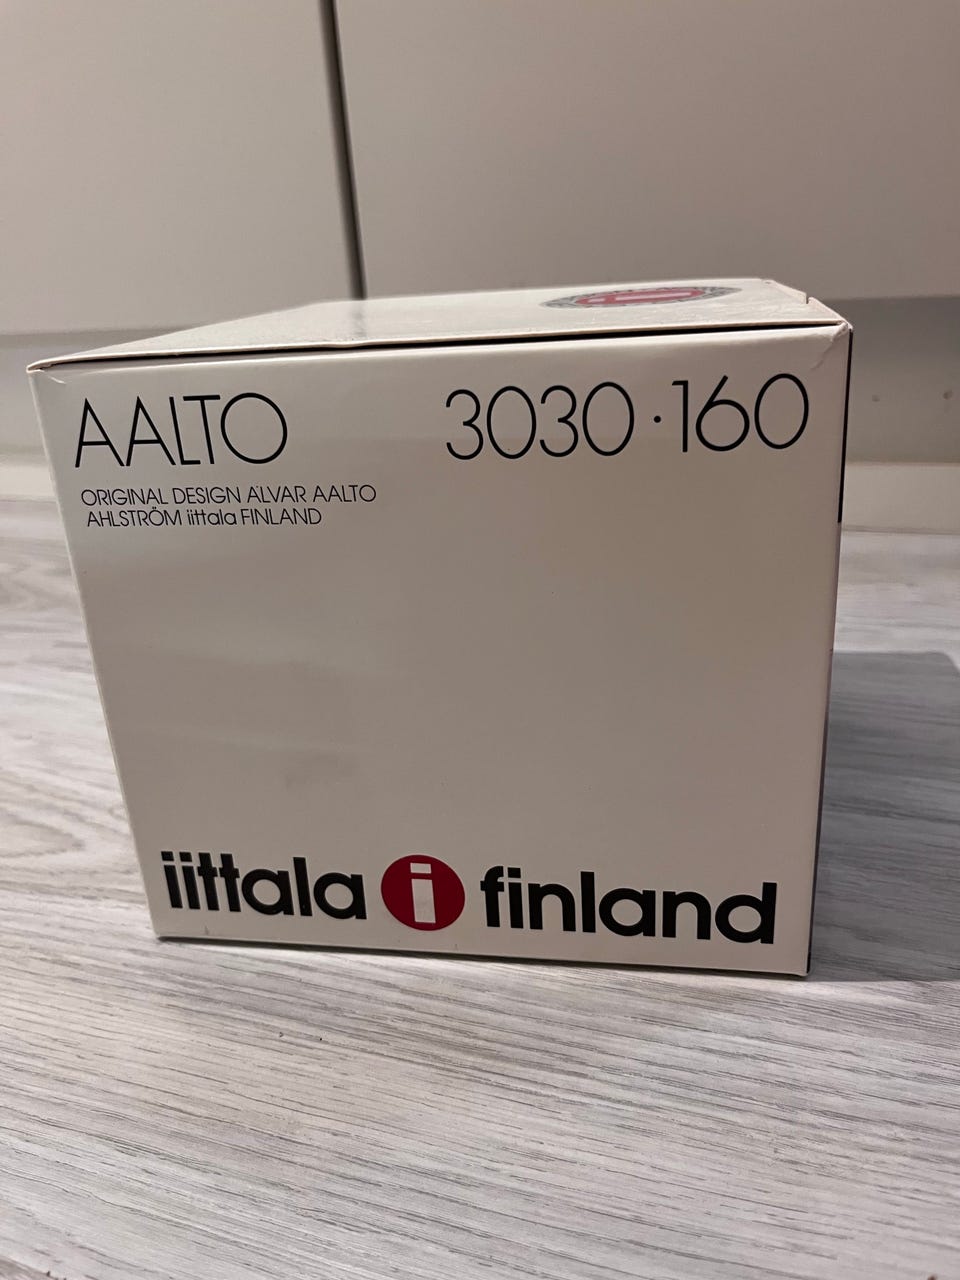 AALTO 3030·160
ORIGINAL DESIGN ALVAR AALTO
AHLSTRÖM iittala FINLAND
iittala i finland